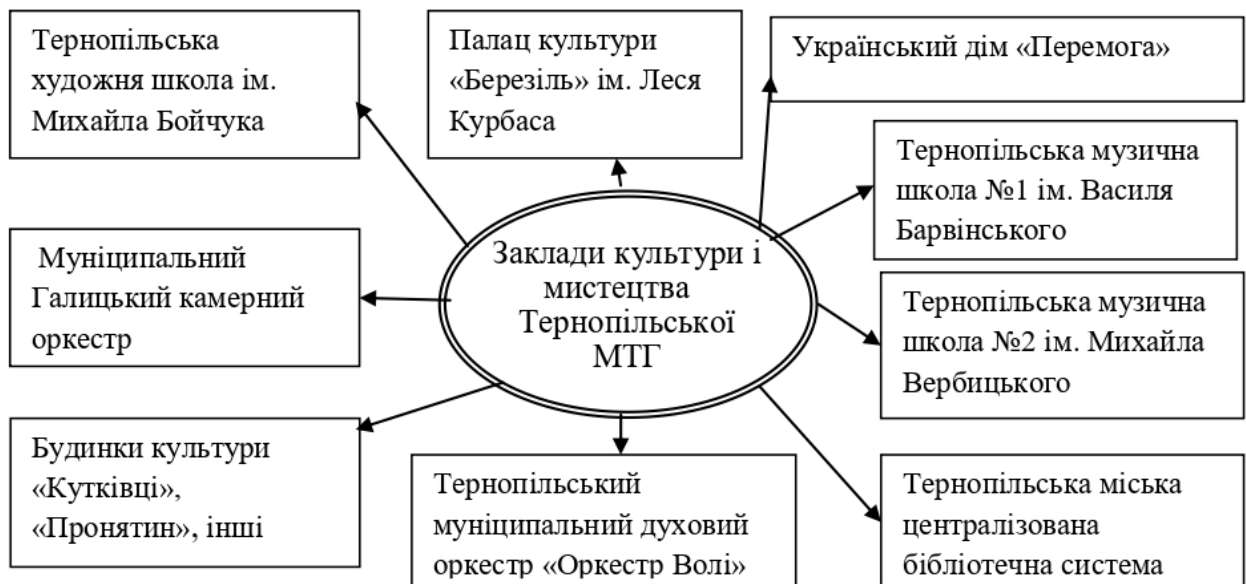 Тернопільська
художня школа ім.
Михайла Бойчука
Палац культури
«Березіль» ім. Леся
Курбаса
Український дім «Перемога»
Тернопільська музична
школа №1 ім. Василя
Барвінського
Муніципальний
Галицький камерний
оркестр
Заклади культури і
мистецтва
Тернопільської
МТГ
Тернопільська музична
школа №2 ім. Михайла
Вербицького
Будинки культури
«Кутківці»,
«Пронятин», інші
Тернопільський
муніципальний духовий
оркестр «Оркестр Волі»
Тернопільська міська
централізована
бібліотечна система